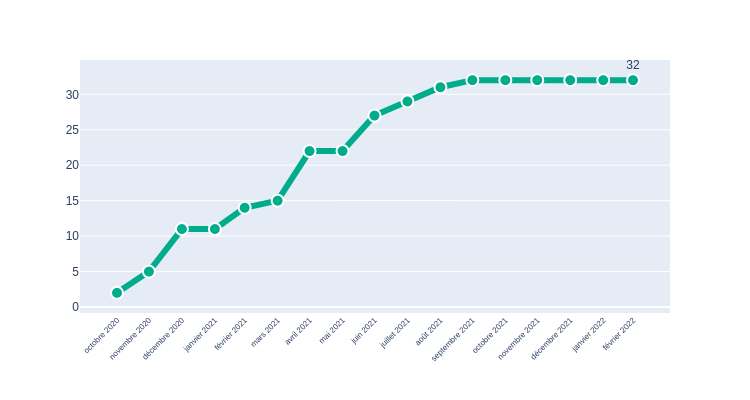 32
30
25
20
15
10
5
0
octobre 2020
novembre 2020
décembre 2020
janvier 2021
février 2021
mars 2021
avril 2021
mai 2021
juin 2021
juillet 2021
août 2021
septembre 2021
octobre 2021
novembre 2021
décembre 2021
janvier 2022
février 2022